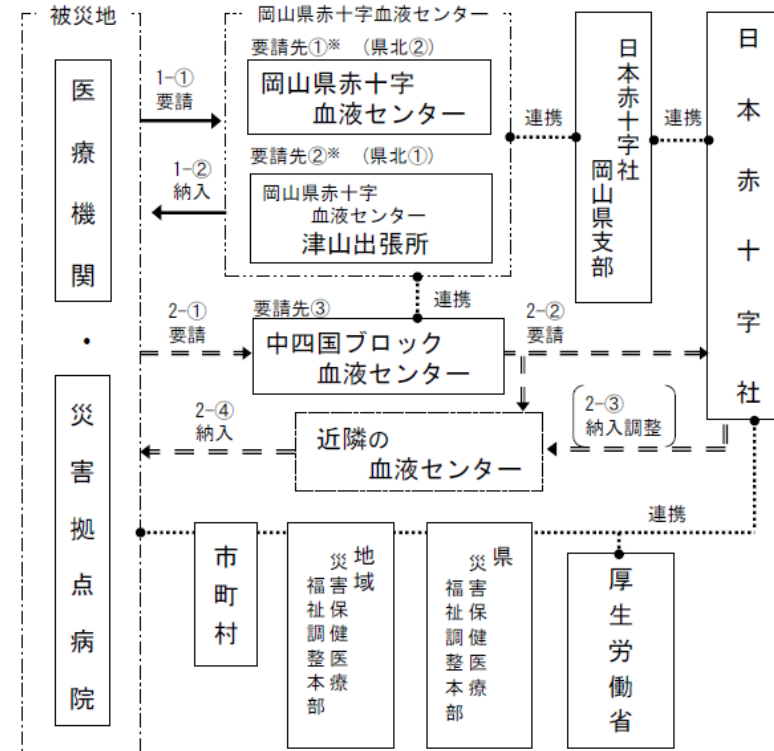 被災地
岡山県赤十字血液センター
医療機関
・
災害拠点病院
1-①
要請
1-②
納入
要請先①※ (県北②)
岡山県赤十字
血液センター
要請先②※ (県北①)
岡山県赤十字
血液センター
津山出張所
連携
日本赤十字社
岡山県支部
連携
日本赤十字社
連携
2-①
要請
要請先③
中四国ブロック
血液センター
2-②
要請
2-③
納入調整
2-④
納入
近隣の
血液センター
連携
市町村
地域
災害保健医療
福祉調整本部
県
災害保健医療
福祉調整本部
厚生労働省